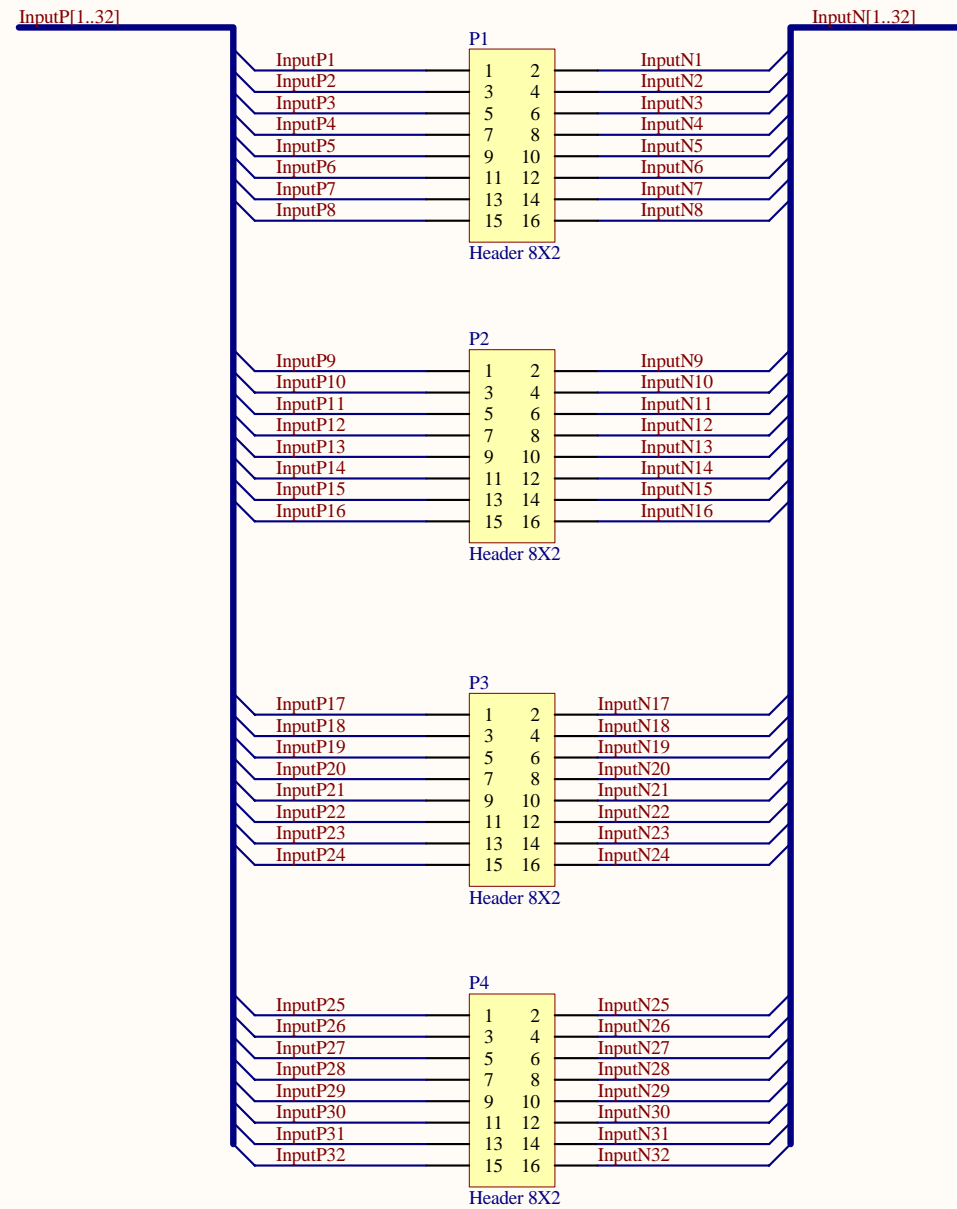 InputP[1..32] InputN[1..32]
P1
InputP1 1 2 InputN1
InputP2 3 4 InputN2
InputP3 5 6 InputN3
InputP4 7 8 InputN4
InputP5 9 10 InputN5
InputP6 11 12 InputN6
InputP7 13 14 InputN7
InputP8 15 16 InputN8
Header 8X2
P2
InputP9 1 2 InputN9
InputP10 3 4 InputN10
InputP11 5 6 InputN11
InputP12 7 8 InputN12
InputP13 9 10 InputN13
InputP14 11 12 InputN14
InputP15 13 14 InputN15
InputP16 15 16 InputN16
Header 8X2
P3
InputP17 1 2 InputN17
InputP18 3 4 InputN18
InputP19 5 6 InputN19
InputP20 7 8 InputN20
InputP21 9 10 InputN21
InputP22 11 12 InputN22
InputP23 13 14 InputN23
InputP24 15 16 InputN24
Header 8X2
P4
InputP25 1 2 InputN25
InputP26 3 4 InputN26
InputP27 5 6 InputN27
InputP28 7 8 InputN28
InputP29 9 10 InputN29
InputP30 11 12 InputN30
InputP31 13 14 InputN31
InputP32 15 16 InputN32
Header 8X2